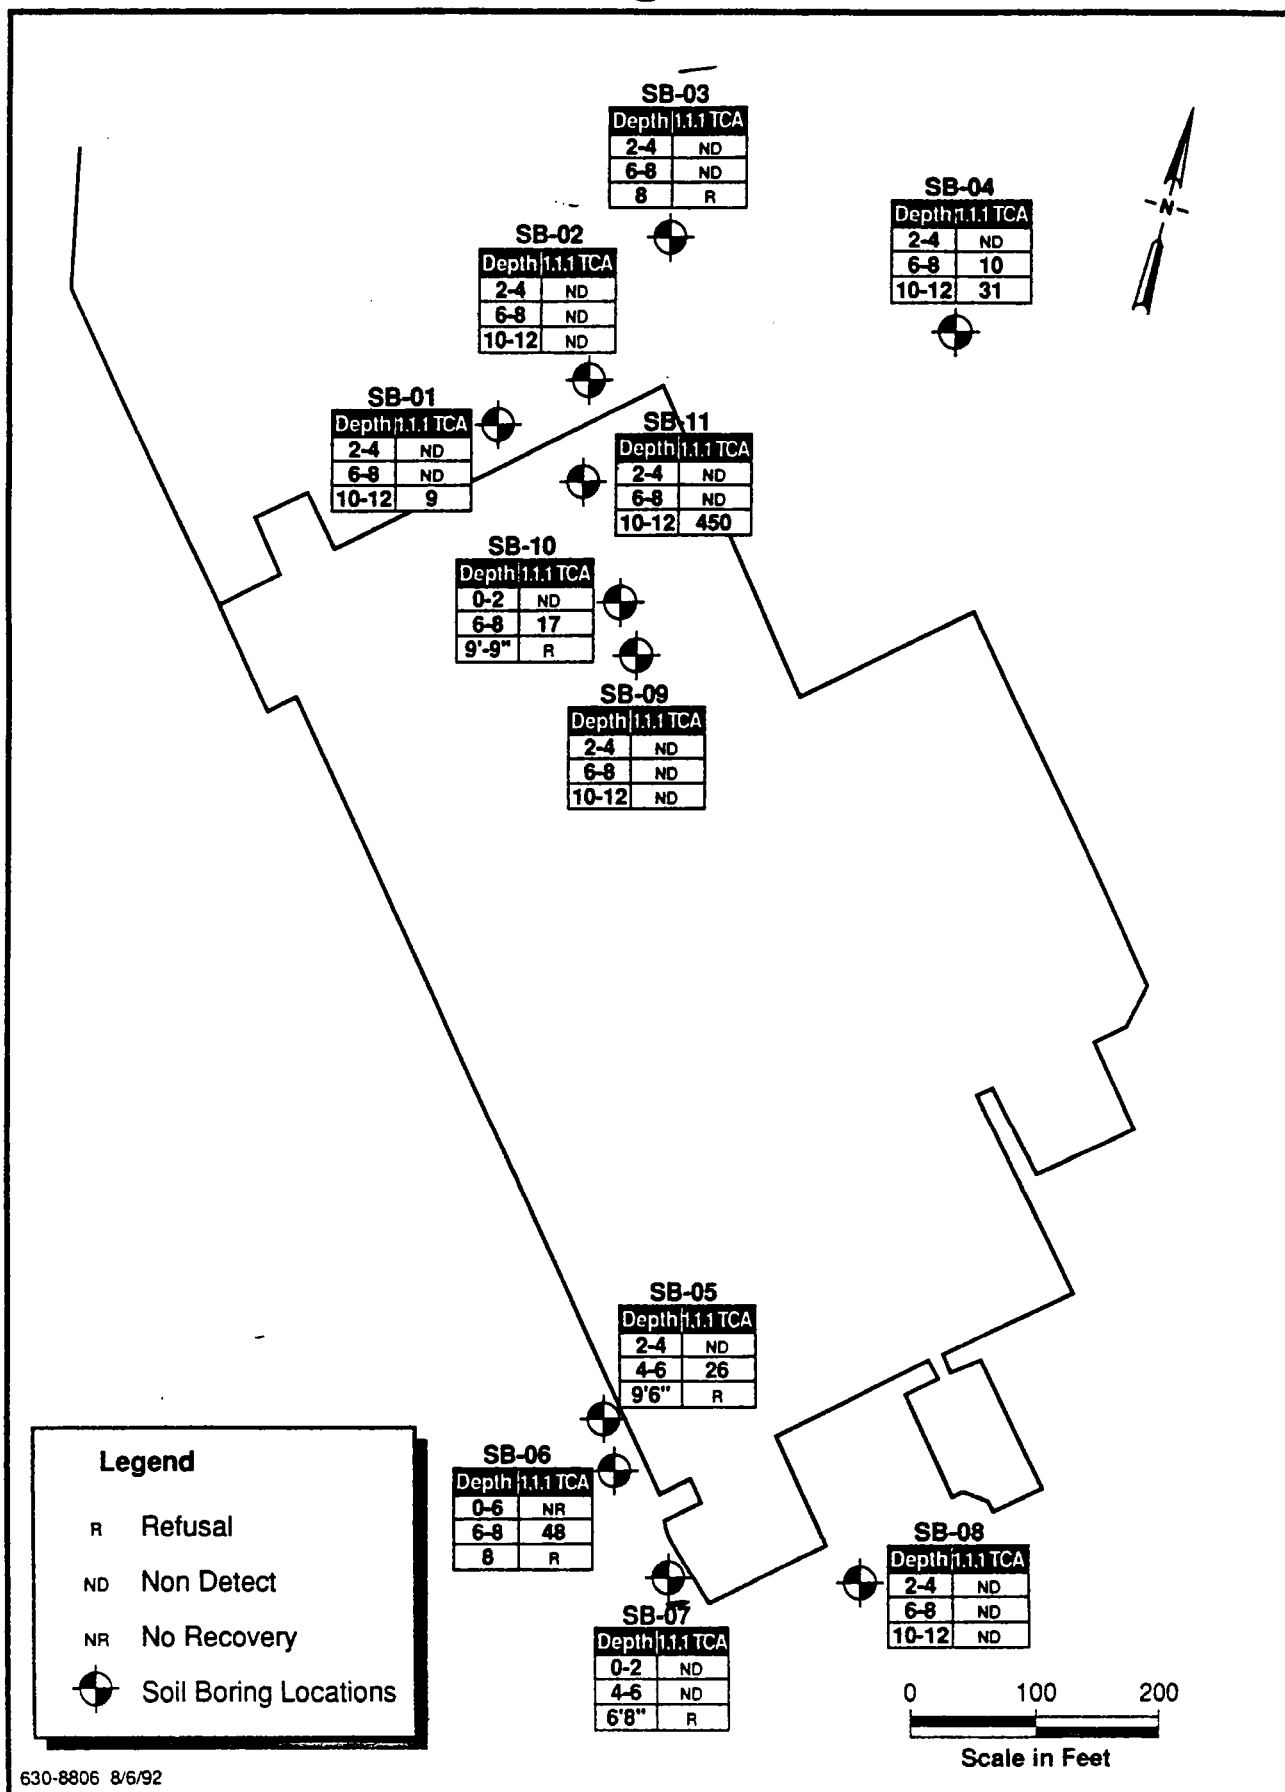 SB-03
Depth 1.1.1 TCA
2-4 ND
6-8 ND
8 R
SB-04
Depth 1.1.1 TCA
2-4 ND
6-8 10
10-12 31
N
SB-02
Depth 1.1.1 TCA
2-4 ND
6-8 ND
10-12 ND
SB-01
Depth 1.1.1 TCA
2-4 ND
6-8 ND
10-12 9
SB-11
Depth 1.1.1 TCA
2-4 ND
6-8 ND
10-12 450
SB-10
Depth 1.1.1 TCA
0-2 ND
6-8 17
9'-9" R
SB-09
Depth 1.1.1 TCA
2-4 ND
6-8 ND
10-12 ND
SB-05
Depth 1.1.1 TCA
2-4 ND
4-6 26
9'6" R
SB-06
Depth 1.1.1 TCA
0-6 NR
6-8 48
8 R
SB-07
Depth 1.1.1 TCA
0-2 ND
4-6 ND
6'8" R
SB-08
Depth 1.1.1 TCA
2-4 ND
6-8 ND
10-12 ND
Legend
R Refusal
ND Non Detect
NR No Recovery
Soil Boring Locations
0 100 200
Scale in Feet
630-8806 8/6/92